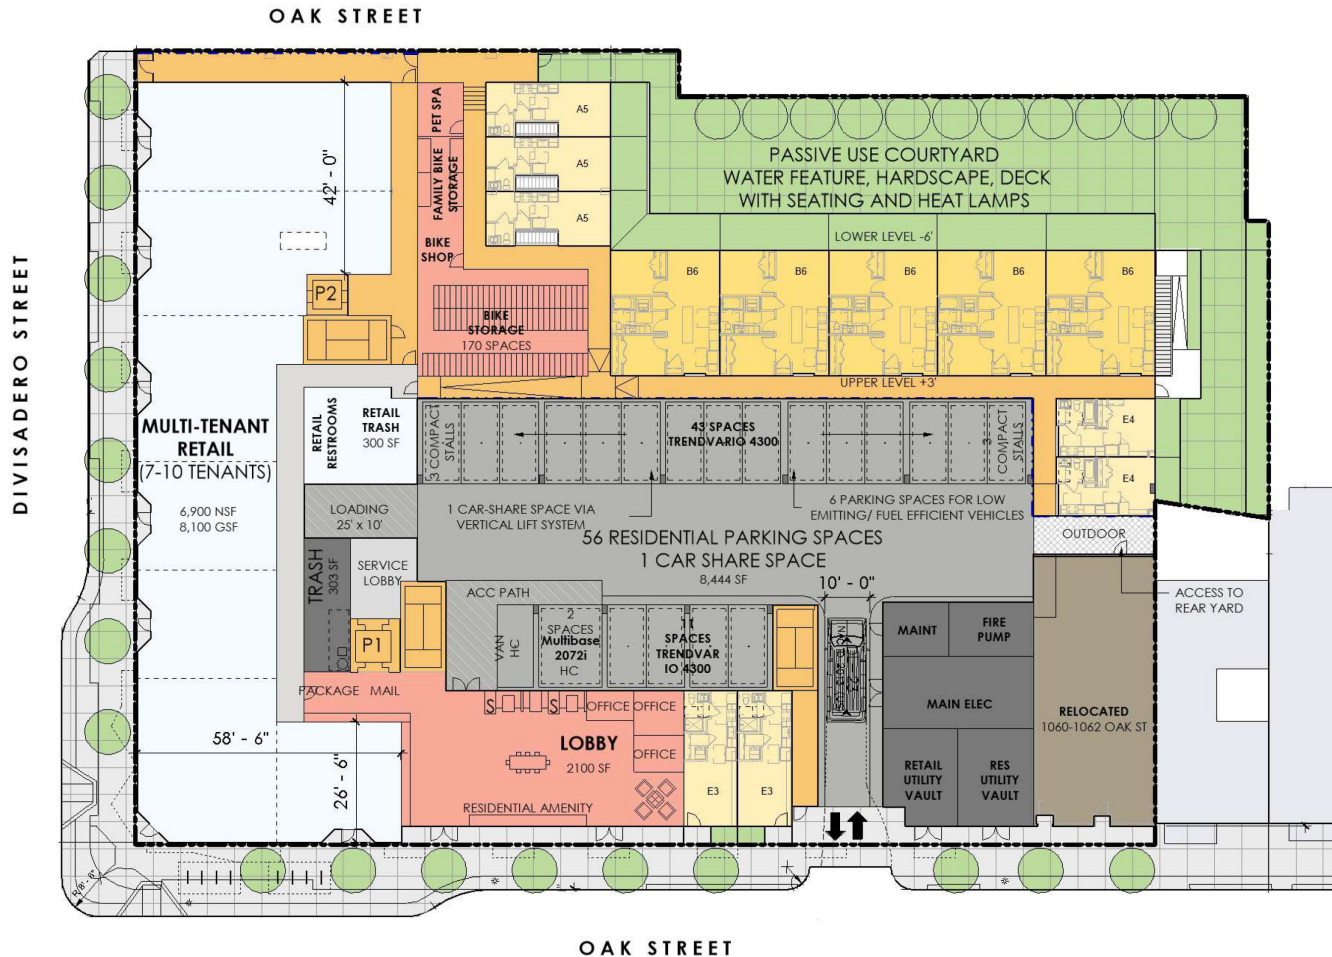 OAK STREET
DIVISADERO STREET
PET SPA
FAMILY BIKE
STORAGE
BIKE
SHOP
A5
A5
A5
42' - 0"
P2
BIKE
STORAGE
170 SPACES
PASSIVE USE COURTYARD
WATER FEATURE, HARDSCAPE, DECK
WITH SEATING AND HEAT LAMPS
LOWER LEVEL -6'
B6
B6
B6
B6
B6
UPPER LEVEL +3'
MULTI-TENANT
RETAIL
(7-10 TENANTS)
6,900 NSF
8,100 GSF
RETAIL
RESTROOMS
RETAIL
TRASH
300 SF
3 COMPACT
STALLS
43 SPACES
TRENDVARIO 4300
3
COMPACT
STALLS
E4
E4
LOADING
25' x 10'
1 CAR-SHARE SPACE VIA
VERTICAL LIFT SYSTEM
6 PARKING SPACES FOR LOW
EMITTING/ FUEL EFFICIENT VEHICLES
56 RESIDENTIAL PARKING SPACES
1 CAR SHARE SPACE
8,444 SF
OUTDOOR
ACCESS TO
REAR YARD
TRASH
303 SF
SERVICE
LOBBY
P1
ACC PATH
VAN
HC
2
SPACES
Multibase
2072i
HC
11
SPACES
TRENDVAR
IO 4300
10' - 0"
MAINT
FIRE
PUMP
MAIN ELEC
RETAIL
UTILITY
VAULT
RES
UTILITY
VAULT
RELOCATED
1060-1062 OAK ST
PACKAGE
MAIL
S
S
OFFICE
OFFICE
OFFICE
LOBBY
2100 SF
RESIDENTIAL AMENITY
E3
E3
58' - 6"
26' - 6"
OAK STREET